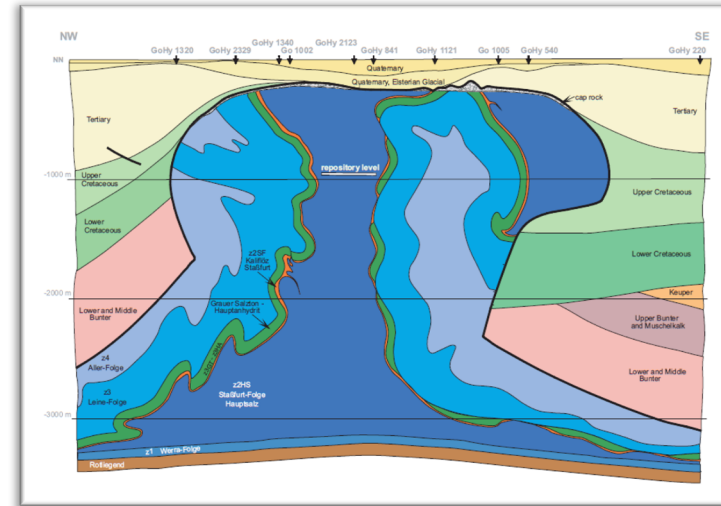 NW
SE
GoHy 1340
GoHy 2123
GoHy 1320
GoHy 2329
Go 1002
GoHy 841
GoHy 1121
Go 1005
GoHy 540
GoHy 220
NN
Quaternary
Quaternary, Elsterian Glacial
cap rock
Tertiary
Tertiary
repository level
-1000 m
Upper
Cretaceous
Upper Cretaceous
Lower
Cretaceous
z2SF
Kaliflöz
Staßfurt
Lower Cretaceous
-2000 m
Keuper
Grauer Salzton -
Hauptanhydrit
Lower and Middle
Bunter
Upper Bunter
and Muschelkalk
z4
Aller-Folge
Lower and Middle
Bunter
z3
Leine-Folge
z2HS
Staßfurt-Folge
Hauptsalz
-3000 m
z1 Werra-Folge
Rotliegend